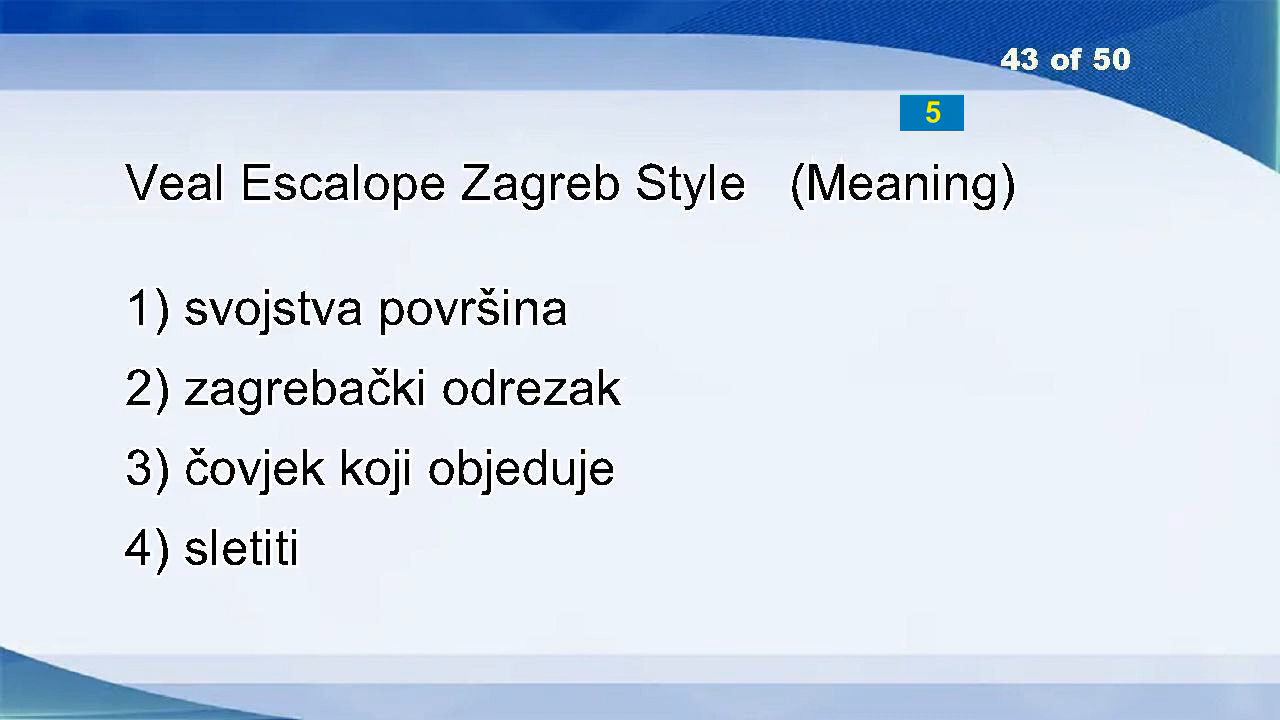 43 of 50
5
Veal Escalope Zagreb Style (Meaning)
1) svojstva površina
2) zagrebački odrezak
3) čovjek koji objeduje
4) sletiti